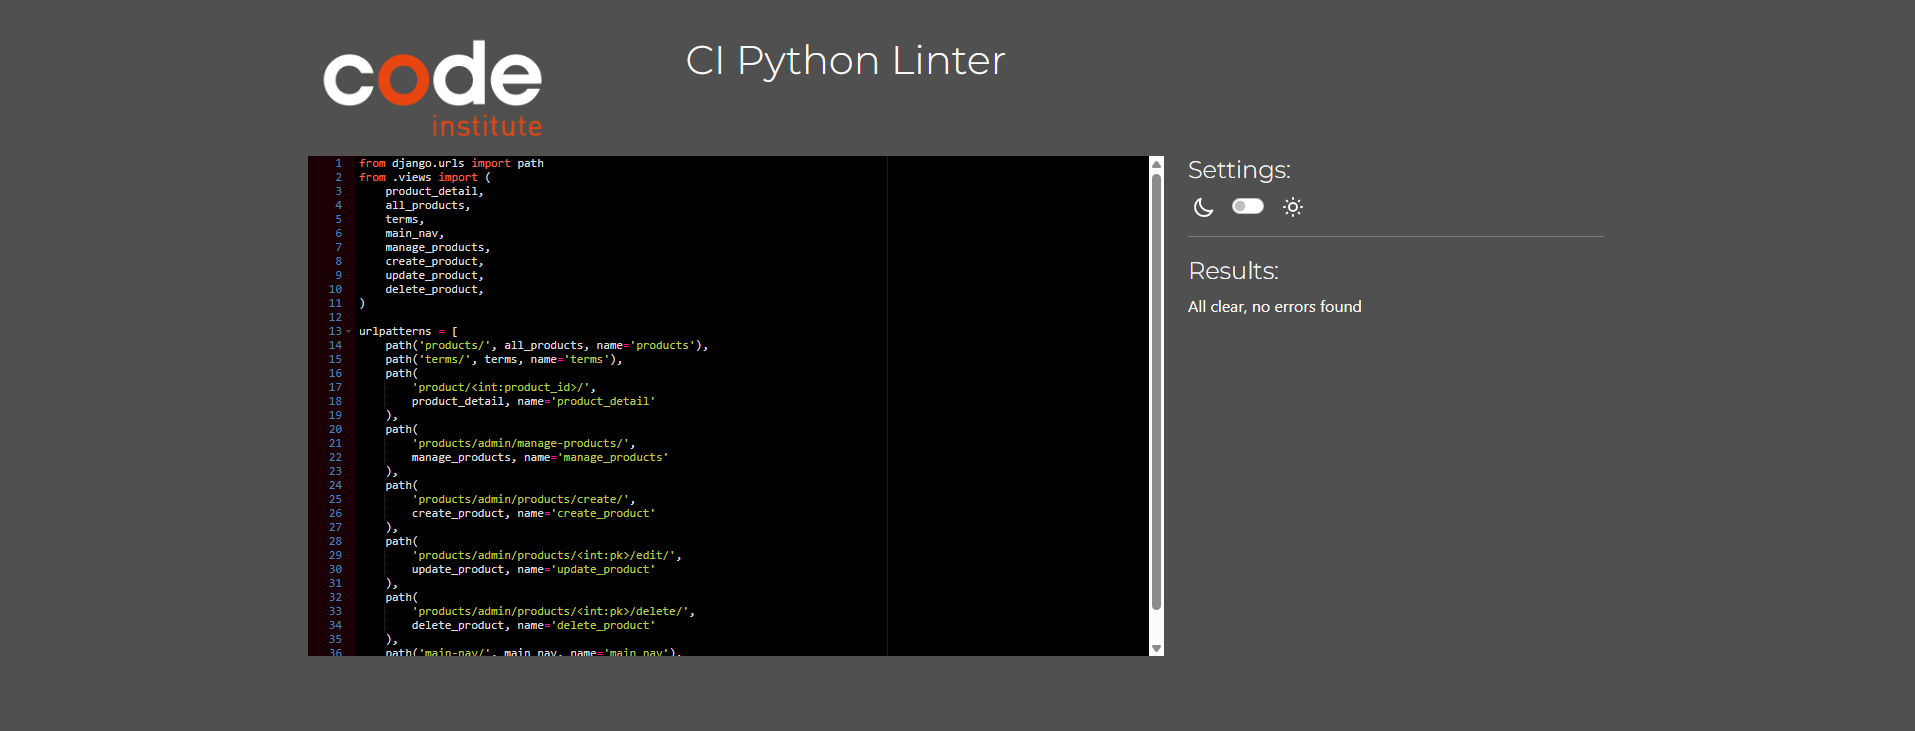 code
institute
CI Python Linter
1 from django.urls import path
2 from .views import (
3 product_detail,
4 all_products,
5 terms,
6 main_nav,
7 manage_products,
8 create_product,
9 update_product,
10 delete_product,
11 )
12
13 urlpatterns = [
14 path('products/', all_products, name='products'),
15 path('terms/', terms, name='terms'),
16 path(
17 'product/<int:product_id>/',
18 product_detail, name='product_detail'
19 ),
20 path(
21 'products/admin/manage-products/',
22 manage_products, name='manage_products'
23 ),
24 path(
25 'products/admin/products/create/',
26 create_product, name='create_product'
27 ),
28 path(
29 'products/admin/products/<int:pk>/edit/',
30 update_product, name='update_product'
31 ),
32 path(
33 'products/admin/products/<int:pk>/delete/',
34 delete_product, name='delete_product'
35 ),
36 path('main-nav/', main_nav, name='main_nav'),
Settings:
Results:
All clear, no errors found